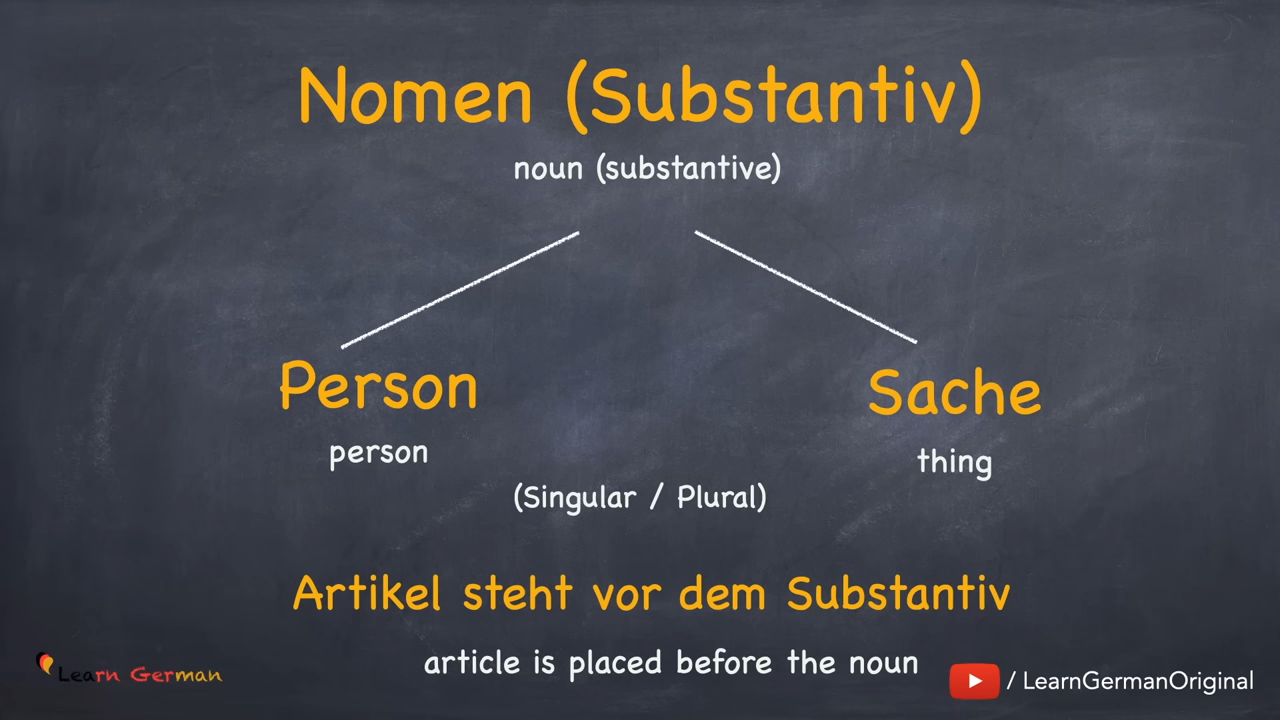 Nomen (Substantiv)
noun (substantive)
Person
person
Sache
thing
(Singular / Plural)
Artikel steht vor dem Substantiv
article is placed before the noun
Learn German
/ LearnGermanOriginal